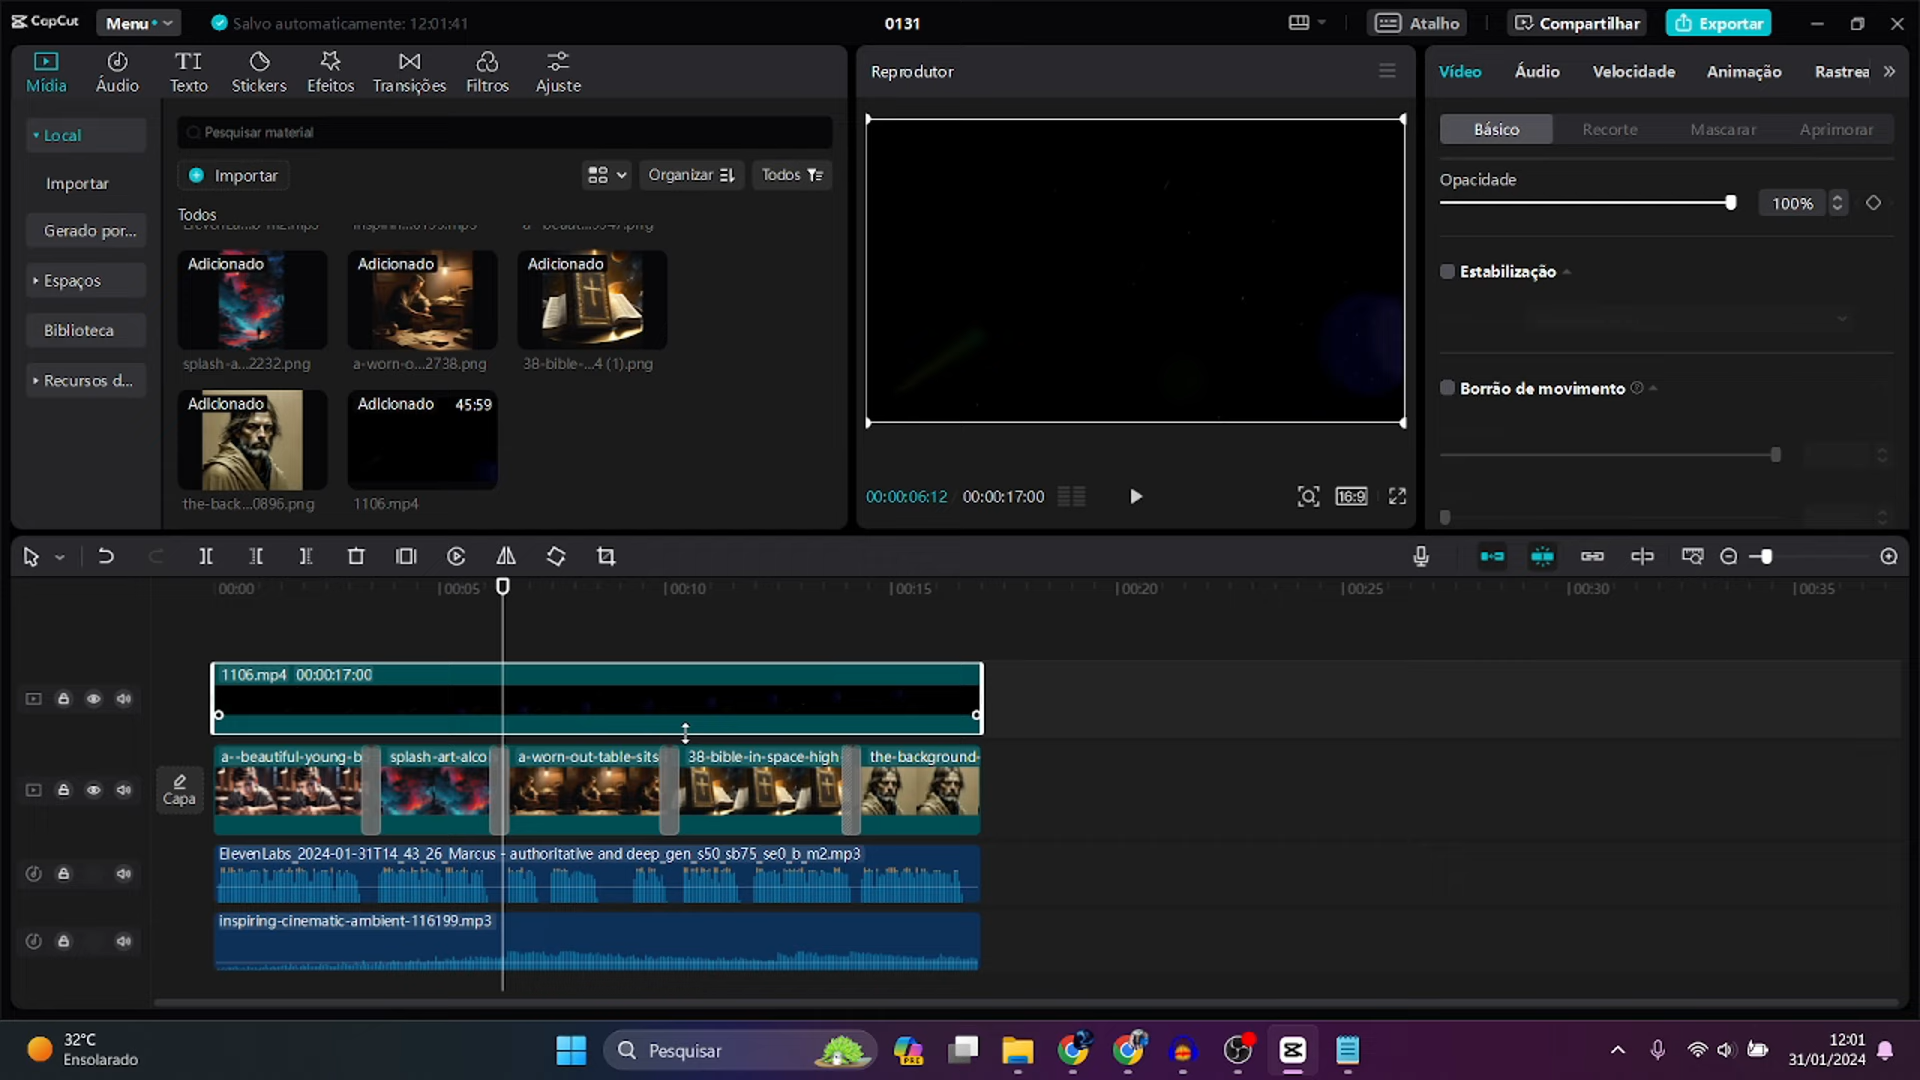 CapCut
Menu
Salvo automaticamente: 12:01:41
0131
Atalho
Compartilhar
Exportar
Mídia
Áudio
Texto
Stickers
Efeitos
Transições
Filtros
Ajuste
Local
Importar
Gerado por...
Espaços
Biblioteca
Recursos d...
Pesquisar material
Importar
Organizar
Todos
Todos
Adicionado
splash-a...2232.png
Adicionado
a-worn-o...2738.png
Adicionado
38-bible-...4 (1).png
Adicionado
the-back...0896.png
Adicionado 45:59
1106.mp4
Reprodutor
00:00:06:12 00:00:17:00
16:9
Vídeo
Áudio
Velocidade
Animação
Rastrea
Básico
Recorte
Mascarar
Aprimorar
Opacidade
100%
Estabilização
Borrão de movimento
00:00
00:05
00:10
00:15
00:20
00:25
00:30
00:35
1106.mp4 00:00:17:00
Capa
a--beautiful-young-b
splash-art-alco
a-worn-out-table-sits
38-bible-in-space-high
the-background-
ElevenLabs_2024-01-31T14_43_26_Marcus - authoritative and deep_gen_s50_sb75_se0_b_m2.mp3
inspiring-cinematic-ambient-116199.mp3
32°C
Ensolarado
Pesquisar
PRE
12:01
31/01/2024